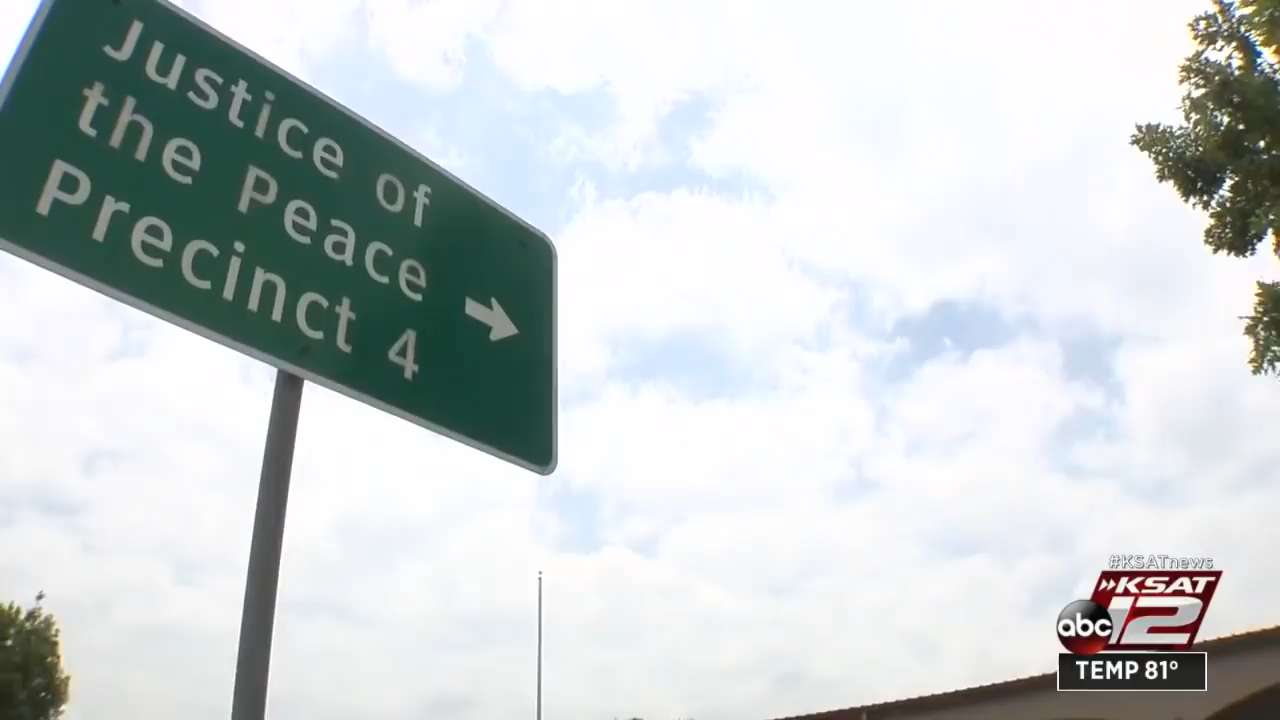 Justice of
the Peace
Precinct 4
#KSATnews
KSAT
12
abc
TEMP 81°